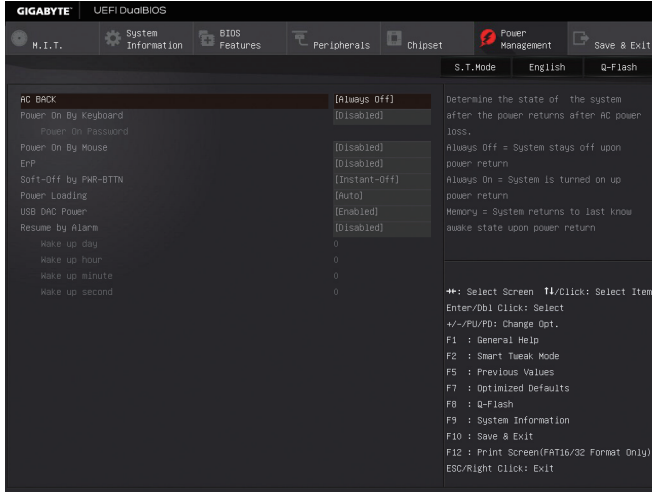 GIGABYTE™ UEFI DualBIOS
M.I.T.
System Information
BIOS Features
Peripherals
Chipset
Power Management
Save & Exit
S.T.Mode English Q-Flash
AC BACK [Always Off]
Power On By Keyboard [Disabled]
Power On Password
Power On By Mouse [Disabled]
ErP [Disabled]
Soft-Off by PWR-BTTN [Instant-Off]
Power Loading [Auto]
USB DAC Power [Enabled]
Resume by Alarm [Disabled]
Wake up day 0
Wake up hour 0
Wake up minute 0
Wake up second 0
Determine the state of the system
after the power returns after AC power
loss.
Always Off = System stays off upon
power return
Always On = System is turned on up
power return
Memory = System returns to last know
awake state upon power return
→←: Select Screen ↑↓/Click: Select Item
Enter/Dbl Click: Select
+/-/PU/PD: Change Opt.
F1 : General Help
F2 : Smart Tweak Mode
F5 : Previous Values
F7 : Optimized Defaults
F8 : Q-Flash
F9 : System Information
F10 : Save & Exit
F12 : Print Screen(FAT16/32 Format Only)
ESC/Right Click: Exit